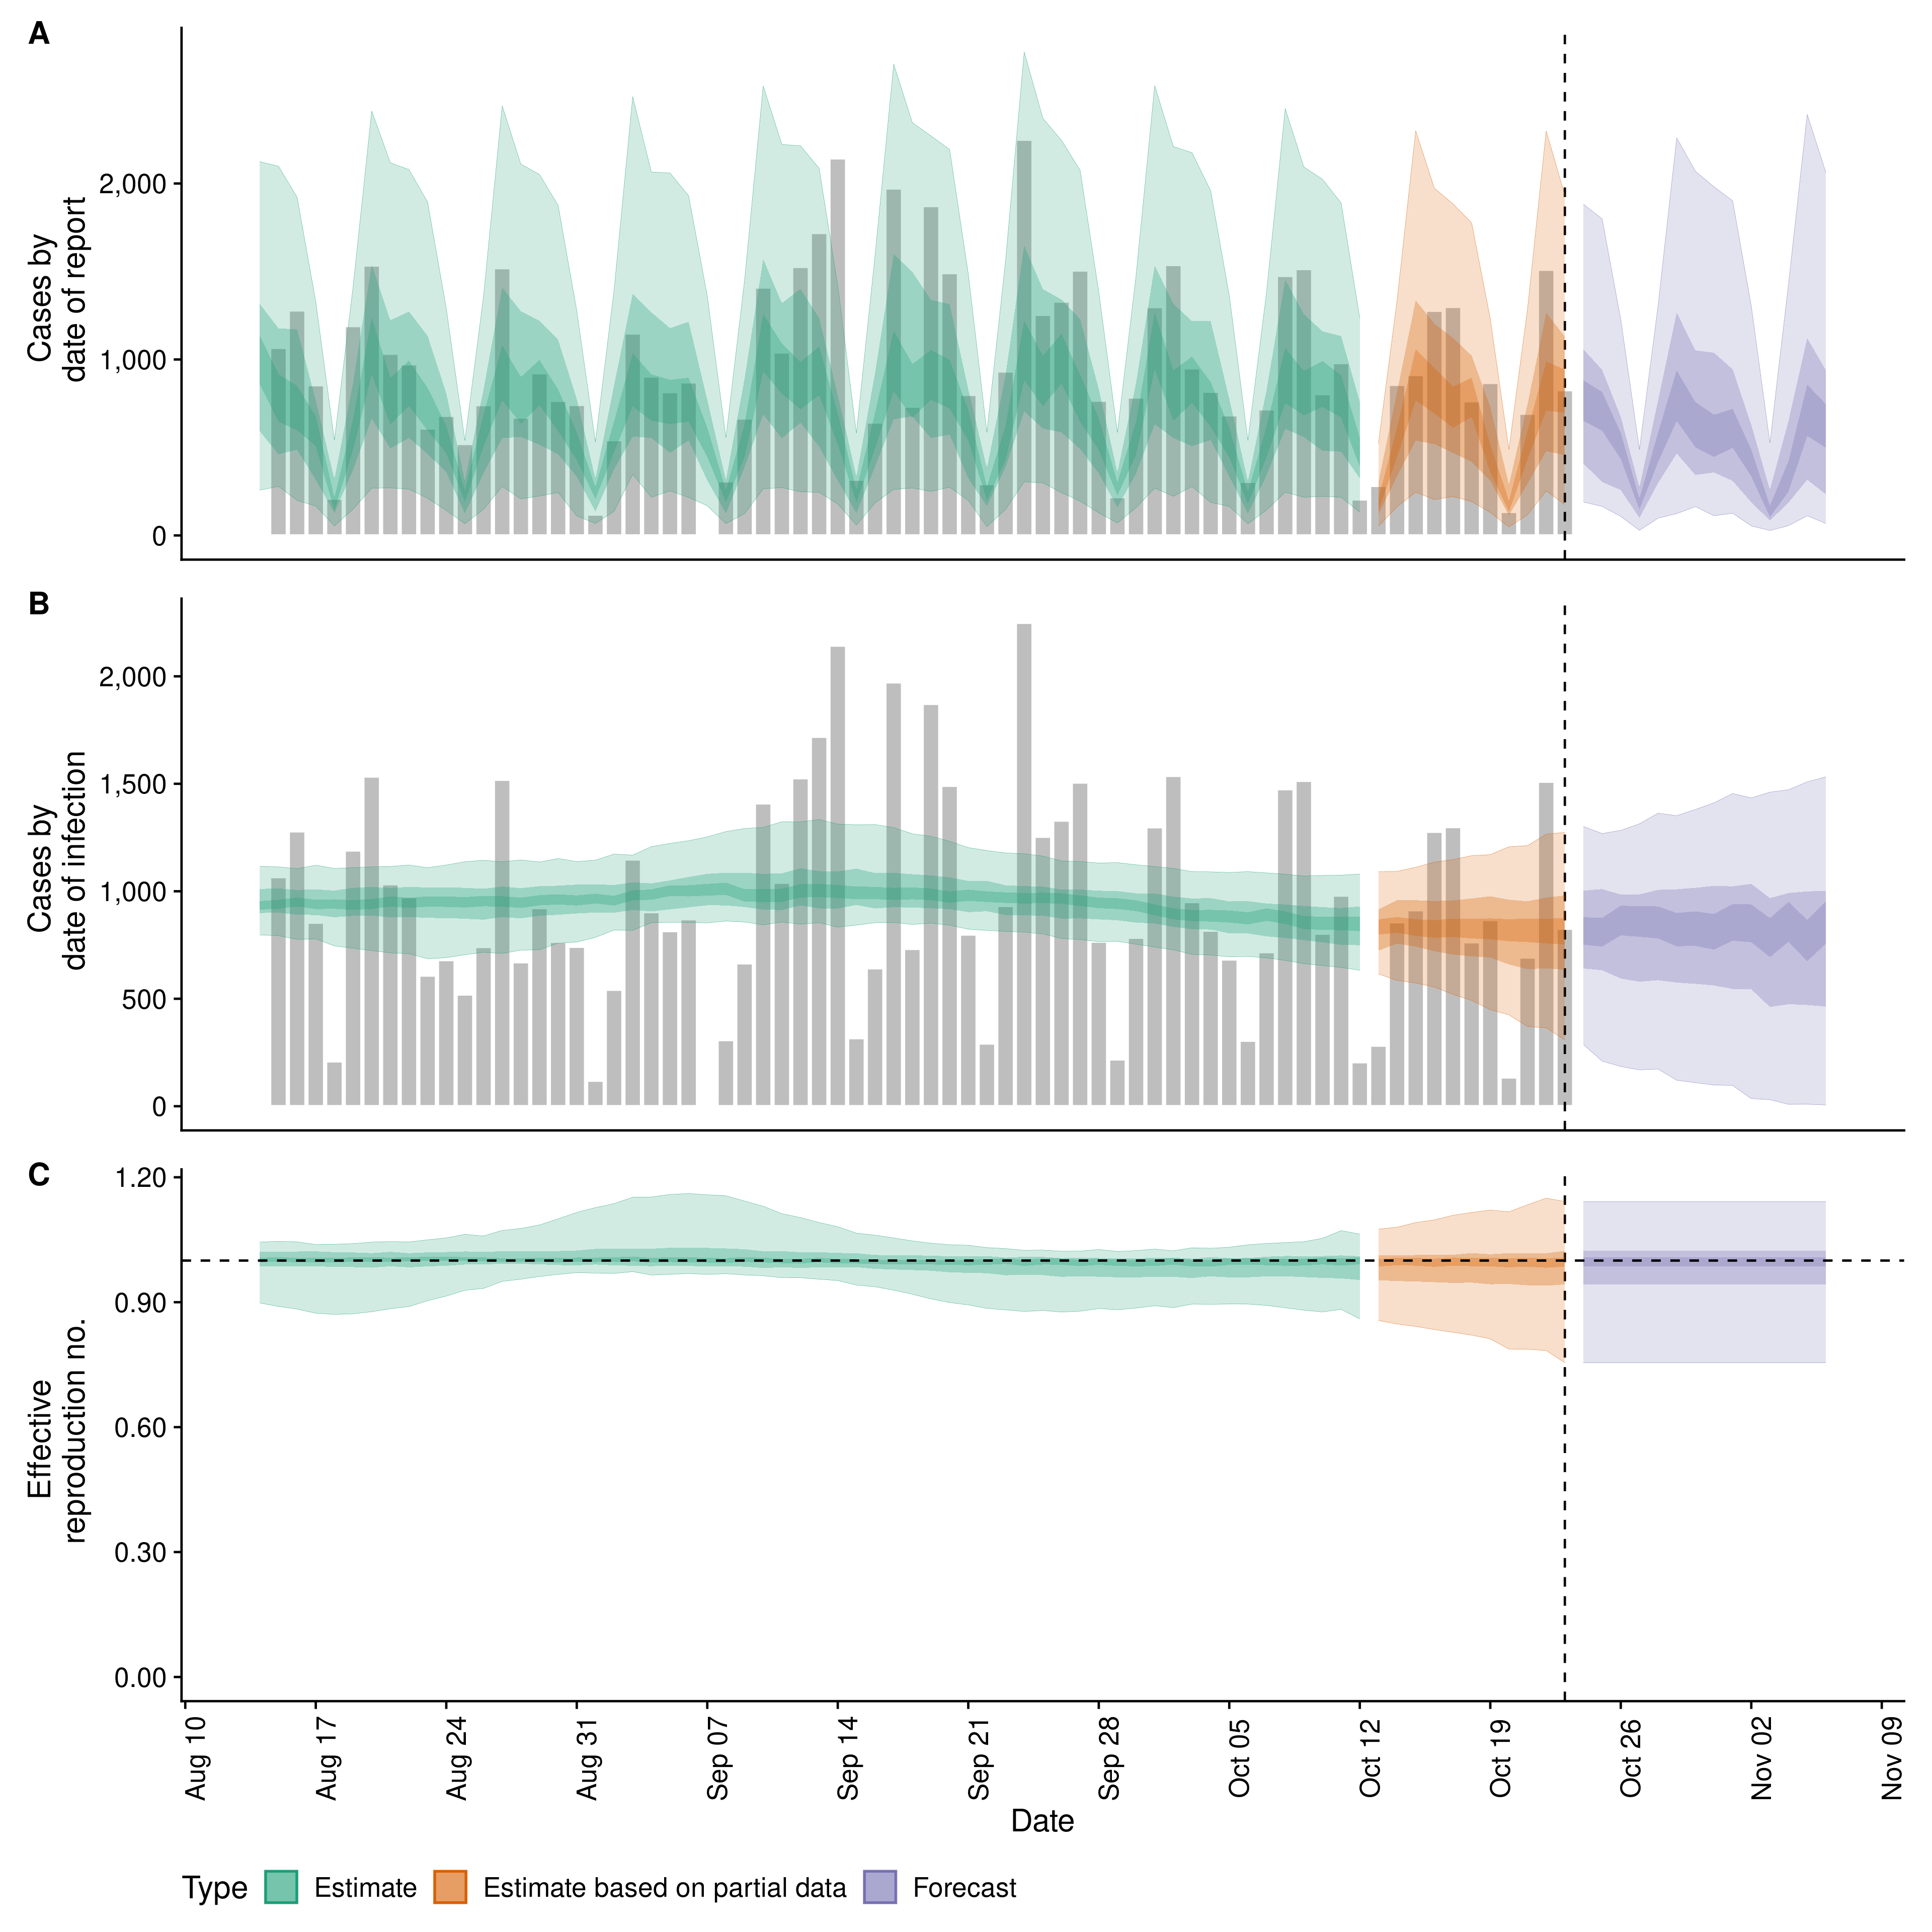 A
Cases by
date of report
2,000
1,000
0
B
Cases by
date of infection
2,000
1,500
1,000
500
0
C
Effective
reproduction no.
1.20
0.90
0.60
0.30
0.00
Aug 10
Aug 17
Aug 24
Aug 31
Sep 07
Sep 14
Sep 21
Sep 28
Oct 05
Oct 12
Oct 19
Oct 26
Nov 02
Nov 09
Date
Type Estimate Estimate based on partial data Forecast